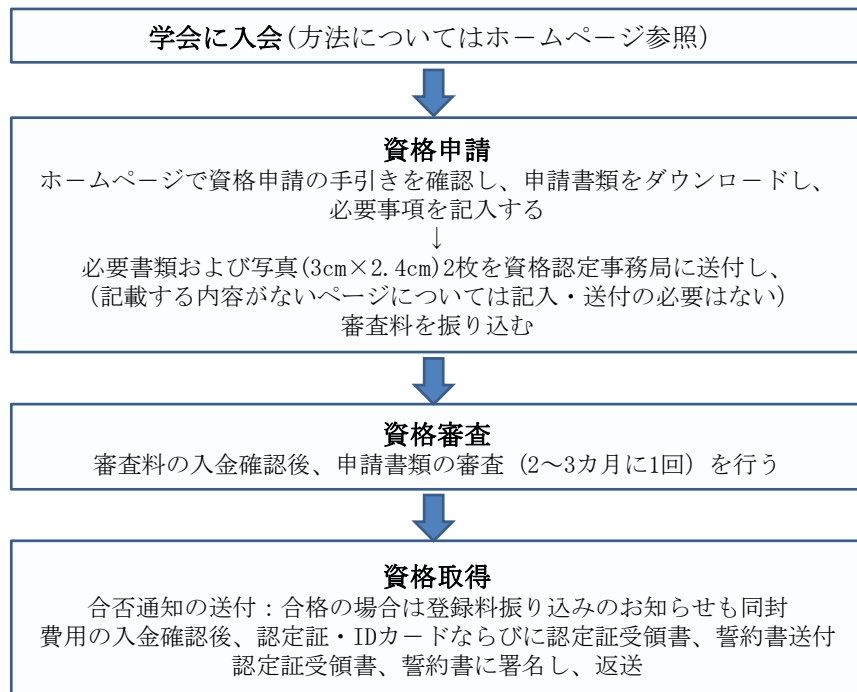 学会に入会(方法についてはホームページ参照)
資格申請
ホームページで資格申請の手引きを確認し、申請書類をダウンロードし、
必要事項を記入する
↓
必要書類および写真(3cm×2.4cm)2枚を資格認定事務局に送付し、
(記載する内容がないページについては記入・送付の必要はない)
審査料を振り込む
資格審査
審査料の入金確認後、申請書類の審査 (2～3カ月に1回) を行う
資格取得
合否通知の送付：合格の場合は登録料振り込みのお知らせも同封
費用の入金確認後、認定証・IDカードならびに認定証受領書、誓約書送付
認定証受領書、誓約書に署名し、返送